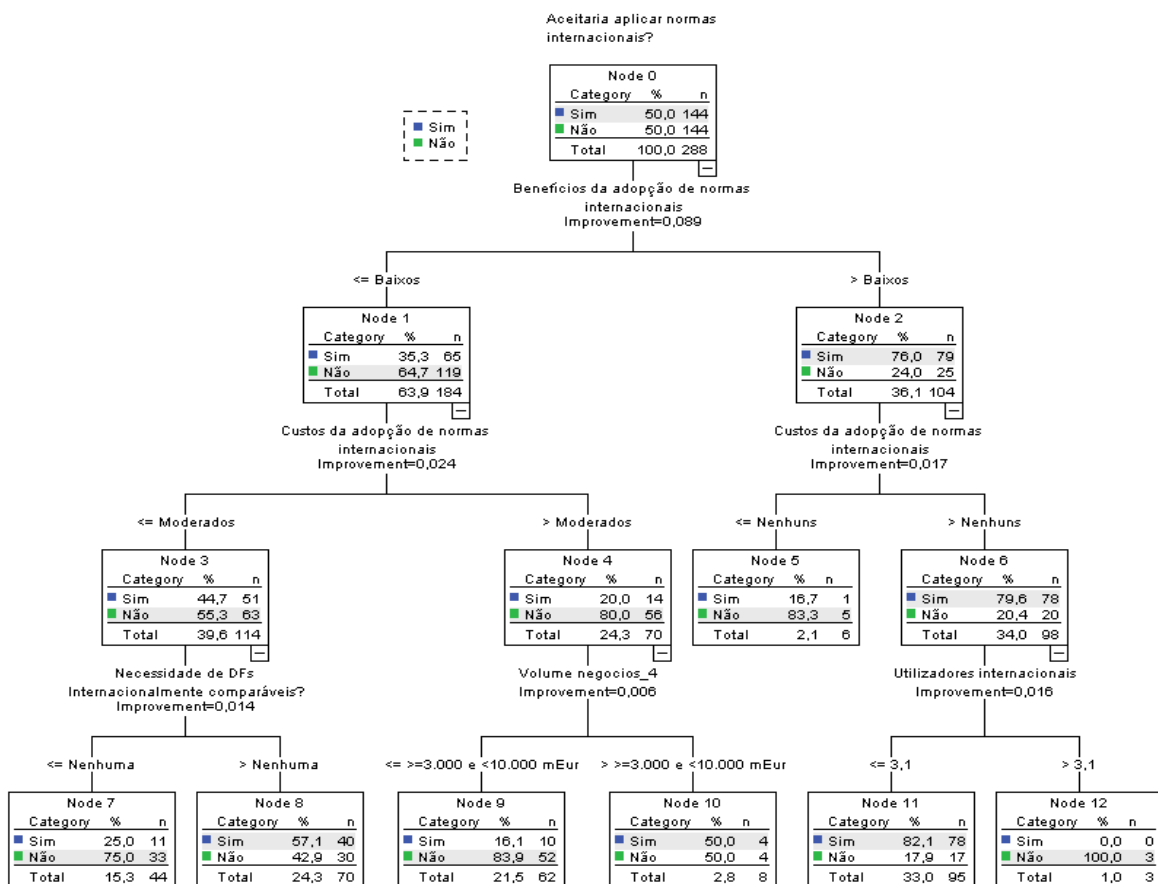 Aceitaria aplicar normas
internacionais?
Node 0
Category % n
Sim 50,0 144
Não 50,0 144
Total 100,0 288
Sim
Não
Benefícios da adopção de normas
internacionais
Improvement=0,089
<= Baixos
> Baixos
Node 1
Category % n
Sim 35,3 65
Não 64,7 119
Total 63,9 184
Node 2
Category % n
Sim 76,0 79
Não 24,0 25
Total 36,1 104
Custos da adopção de normas
internacionais
Improvement=0,024
Custos da adopção de normas
internacionais
Improvement=0,017
<= Moderados
> Moderados
<= Nenhuns
> Nenhuns
Node 3
Category % n
Sim 44,7 51
Não 55,3 63
Total 39,6 114
Node 4
Category % n
Sim 20,0 14
Não 80,0 56
Total 24,3 70
Node 5
Category % n
Sim 16,7 1
Não 83,3 5
Total 2,1 6
Node 6
Category % n
Sim 79,6 78
Não 20,4 20
Total 34,0 98
Necessidade de DFs
Internacionalmente comparáveis?
Improvement=0,014
Volume negocios_4
Improvement=0,006
Utilizadores internacionais
Improvement=0,016
<= Nenhuma
> Nenhuma
<= >=3.000 e <10.000 mEur
> >=3.000 e <10.000 mEur
<= 3,1
> 3,1
Node 7
Category % n
Sim 25,0 11
Não 75,0 33
Total 15,3 44
Node 8
Category % n
Sim 57,1 40
Não 42,9 30
Total 24,3 70
Node 9
Category % n
Sim 16,1 10
Não 83,9 52
Total 21,5 62
Node 10
Category % n
Sim 50,0 4
Não 50,0 4
Total 2,8 8
Node 11
Category % n
Sim 82,1 78
Não 17,9 17
Total 33,0 95
Node 12
Category % n
Sim 0,0 0
Não 100,0 3
Total 1,0 3